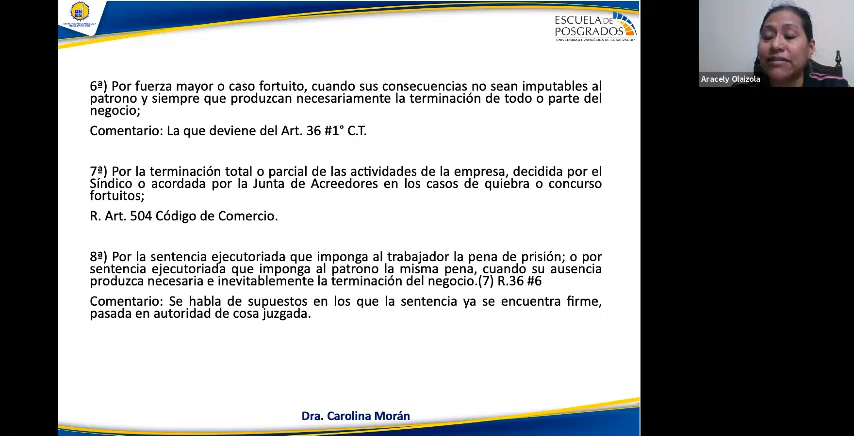 ESCUELA DE
POSGRADOS
6ª) Por fuerza mayor o caso fortuito, cuando sus consecuencias no sean imputables al
patrono y siempre que produzcan necesariamente la terminación de todo o parte del
negocio;
Comentario: La que deviene del Art. 36 #1° C.T.
7ª) Por la terminación total o parcial de las actividades de la empresa, decidida por el
Síndico o acordada por la Junta de Acreedores en los casos de quiebra o concurso
fortuitos;
R. Art. 504 Código de Comercio.
8ª) Por la sentencia ejecutoriada que imponga al trabajador la pena de prisión; o por
sentencia ejecutoriada que imponga al patrono la misma pena, cuando su ausencia
produzca necesaria e inevitablemente la terminación del negocio.(7) R.36 #6
Comentario: Se habla de supuestos en los que la sentencia ya se encuentra firme,
pasada en autoridad de cosa juzgada.
Dra. Carolina Morán
Aracely Olaizola